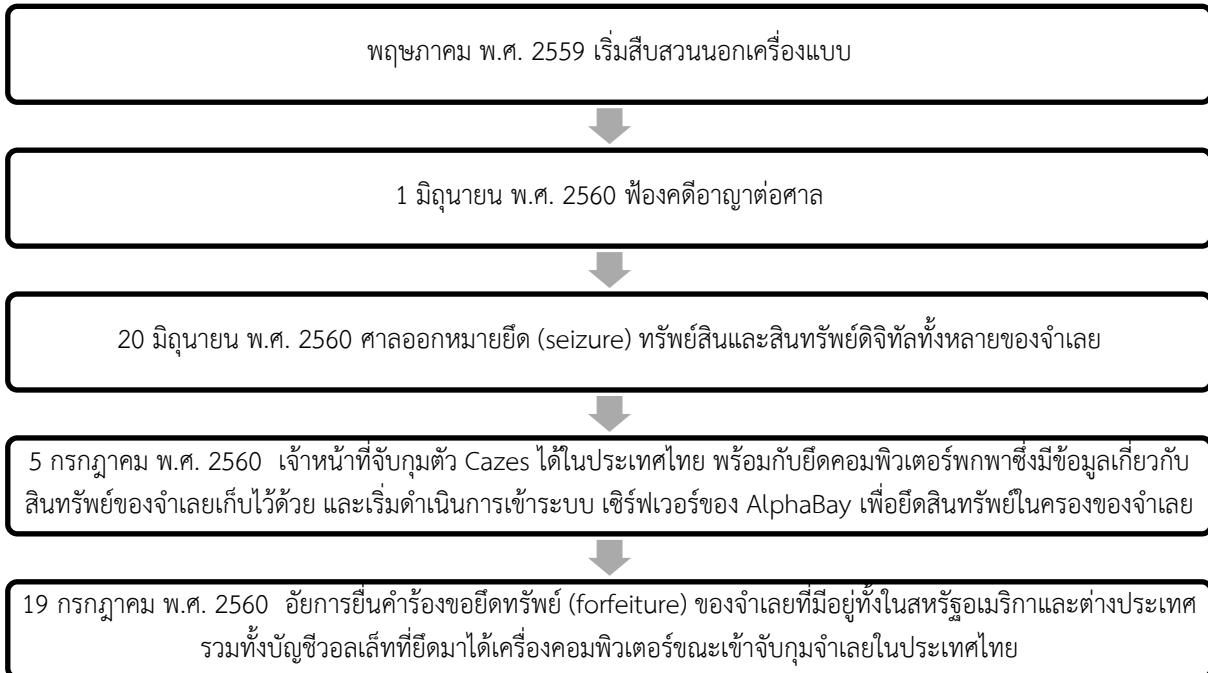 พฤษภาคม พ.ศ. 2559 เริ่มสืบสวนนอกเครื่องแบบ
1 มิถุนายน พ.ศ. 2560 ฟ้องคดีอาญาต่อศาล
20 มิถุนายน พ.ศ. 2560 ศาลออกหมายยึด (seizure) ทรัพย์สินและสินทรัพย์ดิจิทัลทั้งหลายของจำเลย
5 กรกฎาคม พ.ศ. 2560 เจ้าหน้าที่จับกุมตัว Cazes ได้ในประเทศไทย พร้อมกับยึดคอมพิวเตอร์พกพาซึ่งมีข้อมูลเกี่ยวกับ
สินทรัพย์ของจำเลยเก็บไว้ด้วย และเริ่มดำเนินการเข้าระบบ เซิร์ฟเวอร์ของ AlphaBay เพื่อยึดสินทรัพย์ในครองของจำเลย
19 กรกฎาคม พ.ศ. 2560 อัยการยื่นคำร้องขอยึดทรัพย์ (forfeiture) ของจำเลยที่มีอยู่ทั้งในสหรัฐอเมริกาและต่างประเทศ
รวมทั้งบัญชีวอลเล็ทที่ยึดมาได้เครื่องคอมพิวเตอร์ขณะเข้าจับกุมจำเลยในประเทศไทย